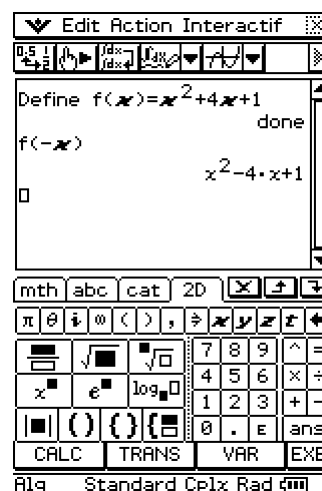 Edit Action Interactif
Define f(x)=x²+4x+1
done
f(-x)
x²-4·x+1
mth abc cat 2D
π θ i ∞ ( ) , ⇒ x y z t
√■ ■√□ 7 8 9 ^ =
x■ e■ log■□ 4 5 6 × ÷
1 2 3 + -
|■| ( ) { } 0 . E ans
CALC TRANS VAR EXE
Alg Standard Cplx Rad